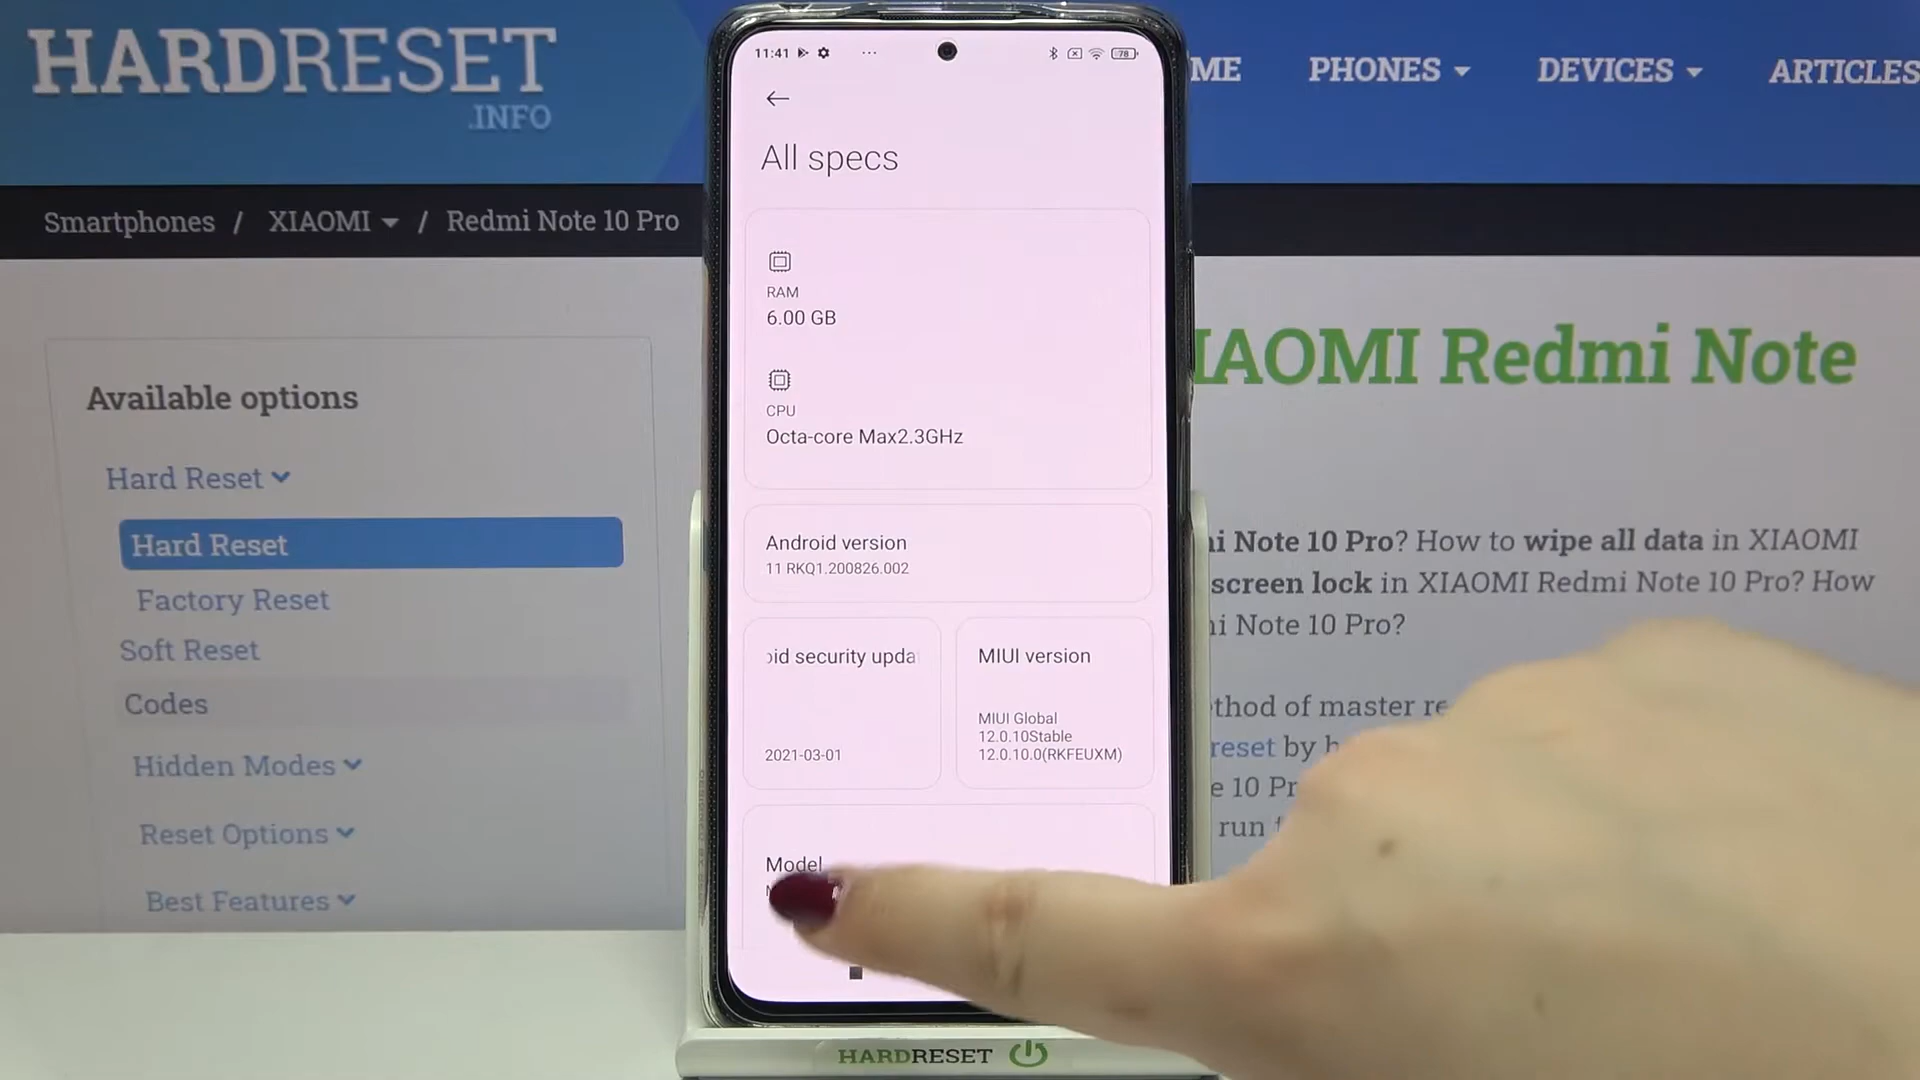 HARDRESET
.INFO
ME
PHONES
DEVICES
ARTICLES
Smartphones / XIAOMI / Redmi Note 10 Pro
Available options
Hard Reset
Hard Reset
Factory Reset
Soft Reset
Codes
Hidden Modes
Reset Options
Best Features
11:41
78
All specs
RAM
6.00 GB
CPU
Octa-core Max2.3GHz
Android version
11 RKQ1.200826.002
oid security upda
2021-03-01
MIUI version
MIUI Global
12.0.10Stable
12.0.10.0(RKFEUXM)
Model
IAOMI Redmi Note
i Note 10 Pro? How to wipe all data in XIAOMI
screen lock in XIAOMI Redmi Note 10 Pro? How
i Note 10 Pro?
thod of master re
reset by h
e 10 Pr
run
HARDRESET